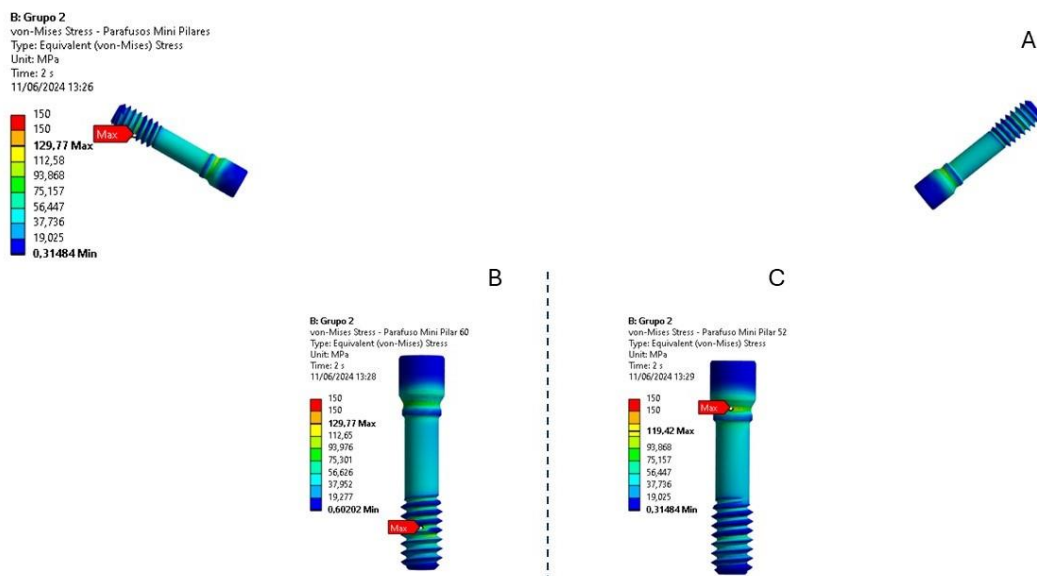 B: Grupo 2
von-Mises Stress - Parafusos Mini Pilares
Type: Equivalent (von-Mises) Stress
Unit: MPa
Time: 2 s
11/06/2024 13:26
A
150
150
129,77 Max
112,58
93,868
75,157
56,447
37,736
19,025
0,31484 Min
Max
B
B: Grupo 2
von-Mises Stress - Parafuso Mini Pilar 60
Type: Equivalent (von-Mises) Stress
Unit: MPa
Time: 2 s
11/06/2024 13:28
150
150
129,77 Max
112,65
93,976
75,301
56,626
37,952
19,277
0,60202 Min
Max
C
B: Grupo 2
von-Mises Stress - Parafuso Mini Pilar 52
Type: Equivalent (von-Mises) Stress
Unit: MPa
Time: 2 s
11/06/2024 13:29
150
150
119,42 Max
93,868
75,157
56,447
37,736
19,025
0,31484 Min
Max